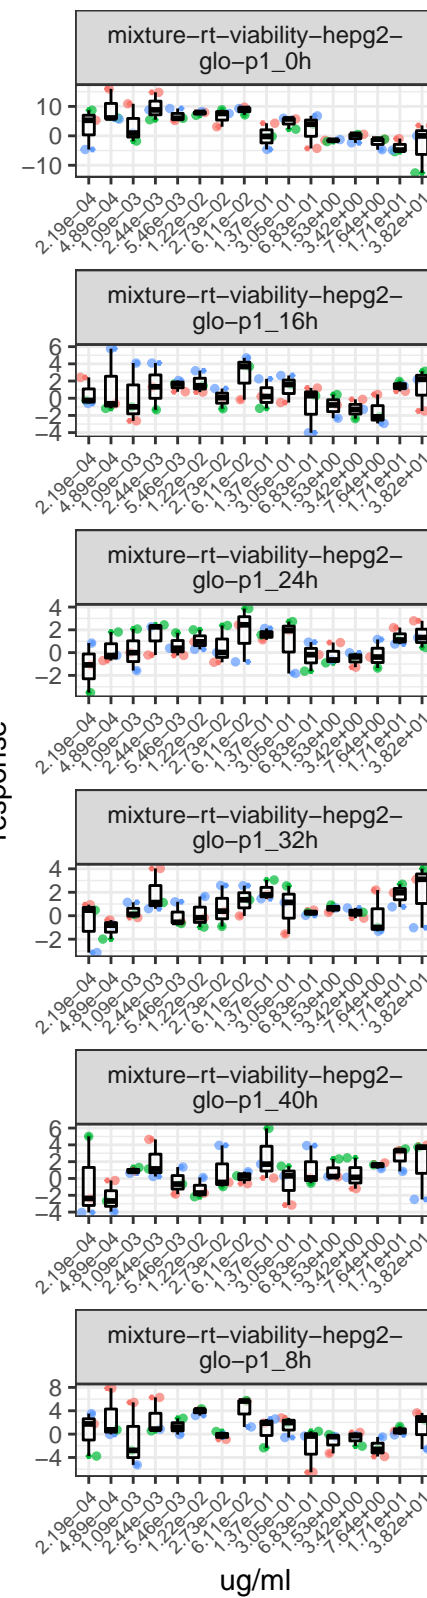 mixture−rt−viability−hepg2−
glo−p1_0h
10
0
−10
2.19e−04
4.89e−04
1.09e−03
2.44e−03
5.46e−03
1.22e−02
2.73e−02
6.11e−02
1.37e−01
3.05e−01
6.83e−01
1.53e+00
3.42e+00
7.64e+00
1.71e+01
3.82e+01
mixture−rt−viability−hepg2−
glo−p1_16h
6
4
2
0
−2
−4
2.19e−04
4.89e−04
1.09e−03
2.44e−03
5.46e−03
1.22e−02
2.73e−02
6.11e−02
1.37e−01
3.05e−01
6.83e−01
1.53e+00
3.42e+00
7.64e+00
1.71e+01
3.82e+01
mixture−rt−viability−hepg2−
glo−p1_24h
4
2
0
−2
2.19e−04
4.89e−04
1.09e−03
2.44e−03
5.46e−03
1.22e−02
2.73e−02
6.11e−02
1.37e−01
3.05e−01
6.83e−01
1.53e+00
3.42e+00
7.64e+00
1.71e+01
3.82e+01
response
mixture−rt−viability−hepg2−
glo−p1_32h
4
2
0
−2
2.19e−04
4.89e−04
1.09e−03
2.44e−03
5.46e−03
1.22e−02
2.73e−02
6.11e−02
1.37e−01
3.05e−01
6.83e−01
1.53e+00
3.42e+00
7.64e+00
1.71e+01
3.82e+01
mixture−rt−viability−hepg2−
glo−p1_40h
6
4
2
0
−2
−4
2.19e−04
4.89e−04
1.09e−03
2.44e−03
5.46e−03
1.22e−02
2.73e−02
6.11e−02
1.37e−01
3.05e−01
6.83e−01
1.53e+00
3.42e+00
7.64e+00
1.71e+01
3.82e+01
mixture−rt−viability−hepg2−
glo−p1_8h
8
4
0
−4
2.19e−04
4.89e−04
1.09e−03
2.44e−03
5.46e−03
1.22e−02
2.73e−02
6.11e−02
1.37e−01
3.05e−01
6.83e−01
1.53e+00
3.42e+00
7.64e+00
1.71e+01
3.82e+01
ug/ml